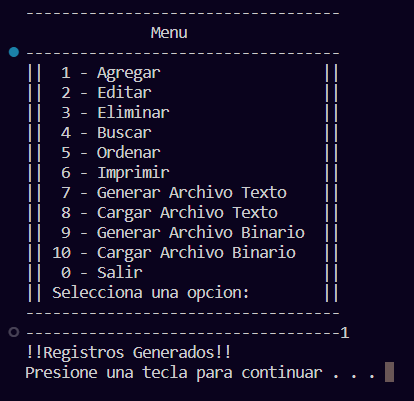 -----------------------------------
Menu
-----------------------------------
||  1 - Agregar                  ||
||  2 - Editar                   ||
||  3 - Eliminar                 ||
||  4 - Buscar                   ||
||  5 - Ordenar                  ||
||  6 - Imprimir                 ||
||  7 - Generar Archivo Texto    ||
||  8 - Cargar Archivo Texto     ||
||  9 - Generar Archivo Binario  ||
|| 10 - Cargar Archivo Binario   ||
||  0 - Salir                    ||
|| Selecciona una opcion:        ||
-----------------------------------
-----------------------------------1
!!Registros Generados!!
Presione una tecla para continuar . . .